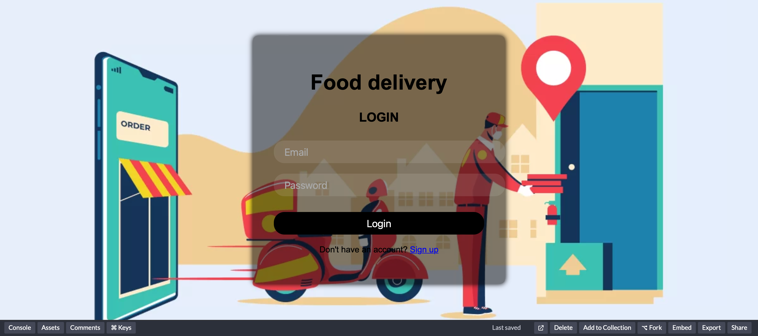 Food delivery
LOGIN
ORDER
Email
Password
Login
Don't have an account? Sign up
Console Assets Comments ⌘ Keys Last saved Delete Add to Collection ⌥ Fork Embed Export Share